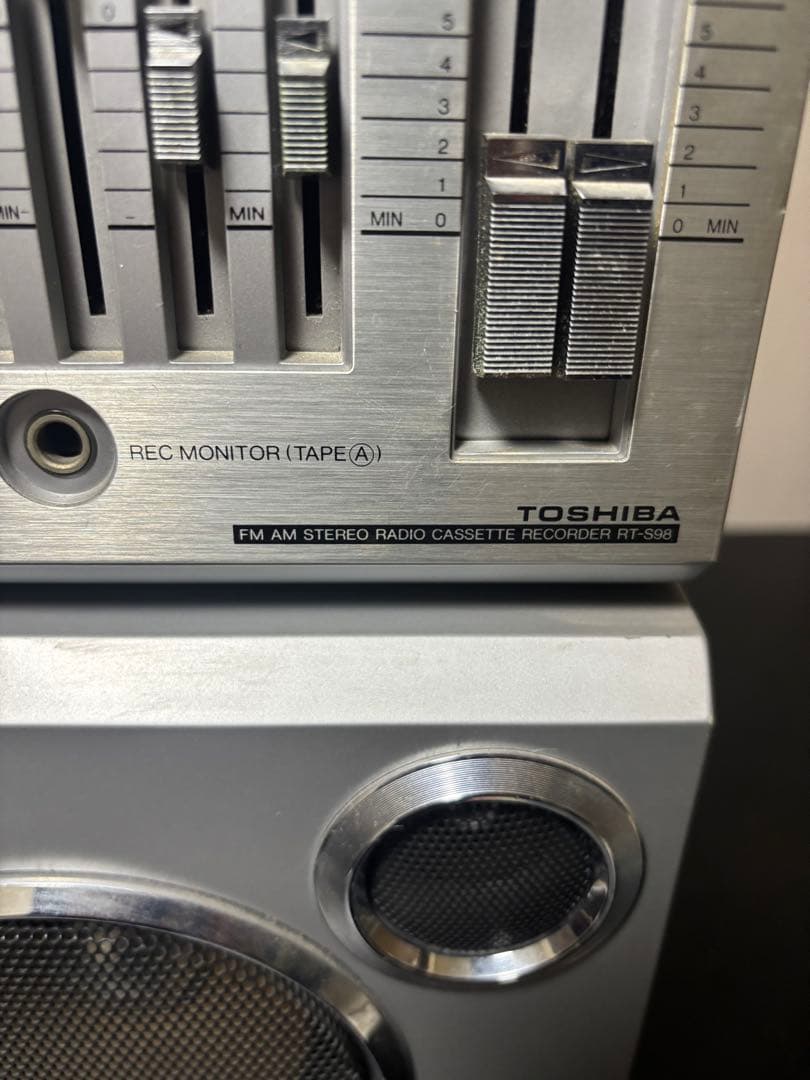 0
5
4
3
2
1
MIN 0
5
4
3
2
1
0 MIN
MIN-
-
MIN
REC MONITOR (TAPE Ⓐ)
TOSHIBA
FM AM STEREO RADIO CASSETTE RECORDER RT-S98